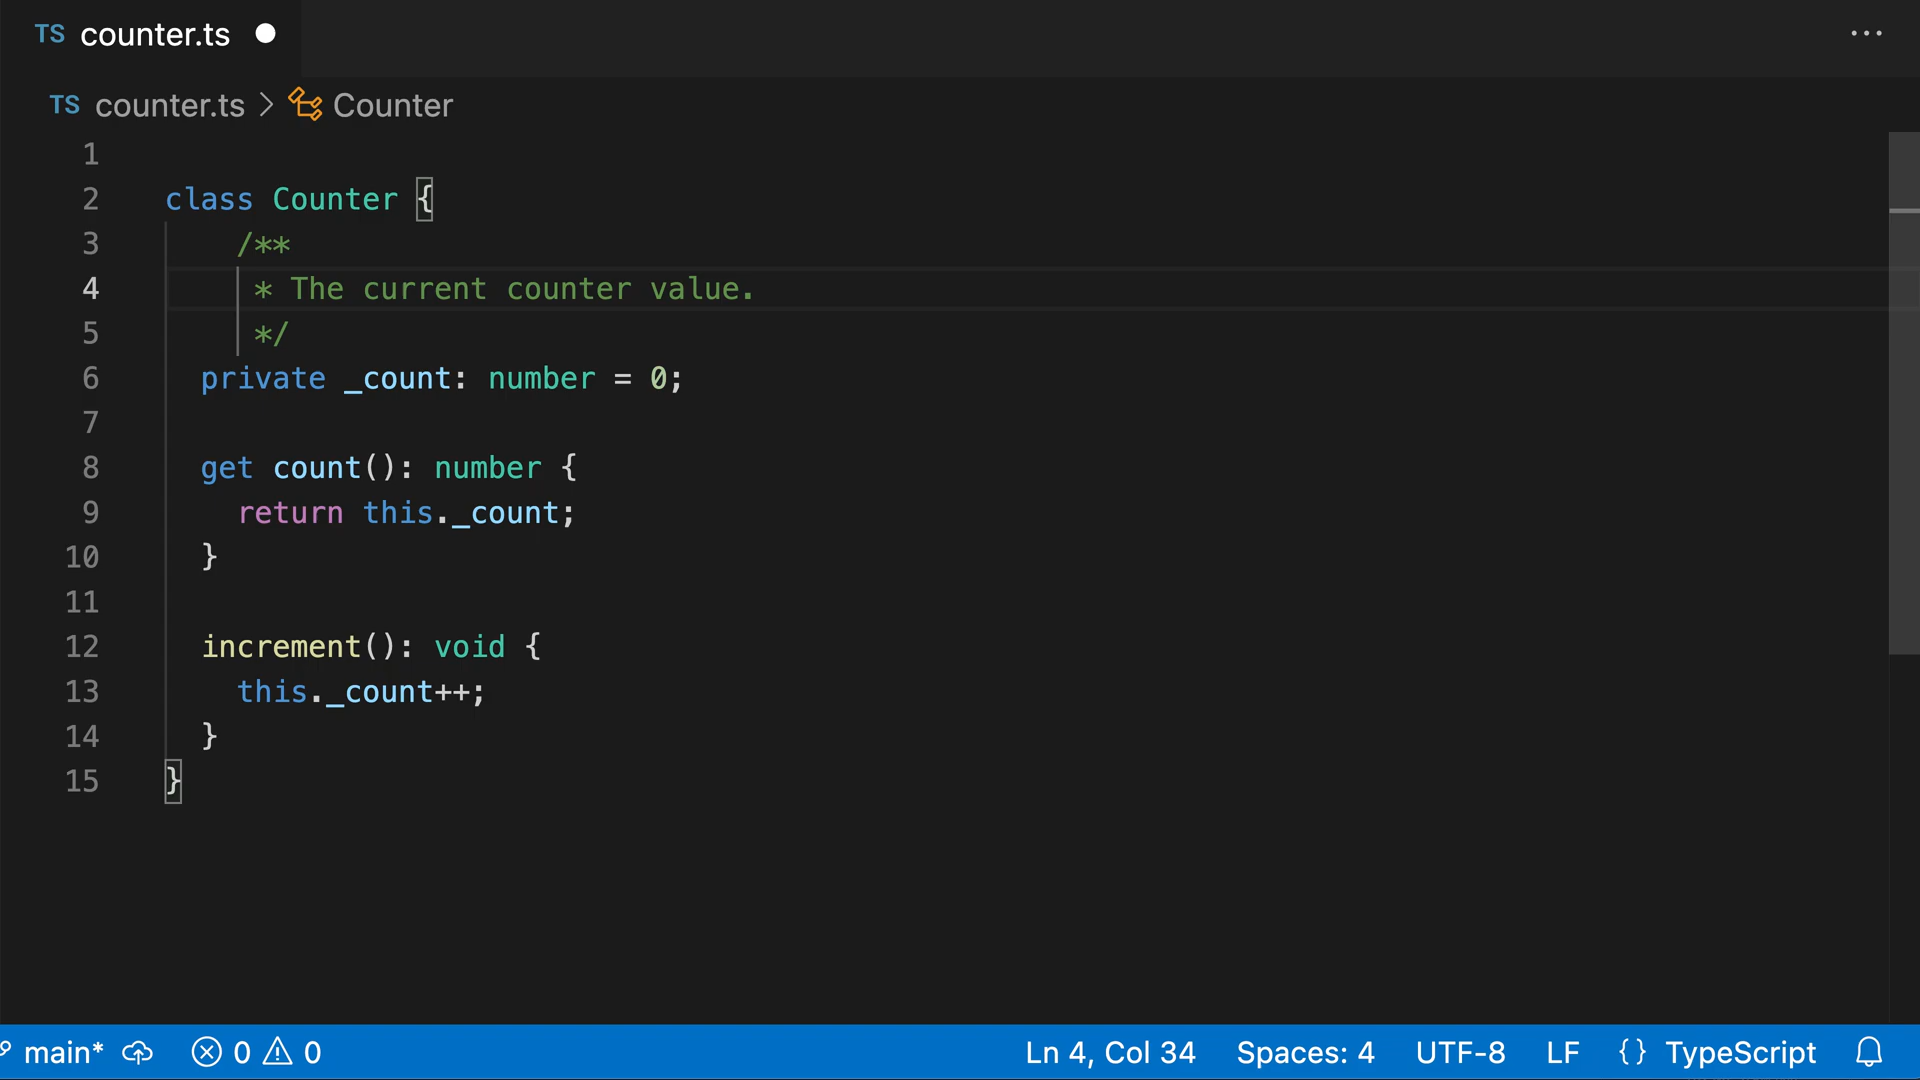 TS counter.ts ...
TS counter.ts > Counter
1
2 class Counter {
3 /**
4 * The current counter value.
5 */
6 private _count: number = 0;
7
8 get count(): number {
9 return this._count;
10 }
11
12 increment(): void {
13 this._count++;
14 }
15 }
main* 0 0 Ln 4, Col 34 Spaces: 4 UTF-8 LF {} TypeScript